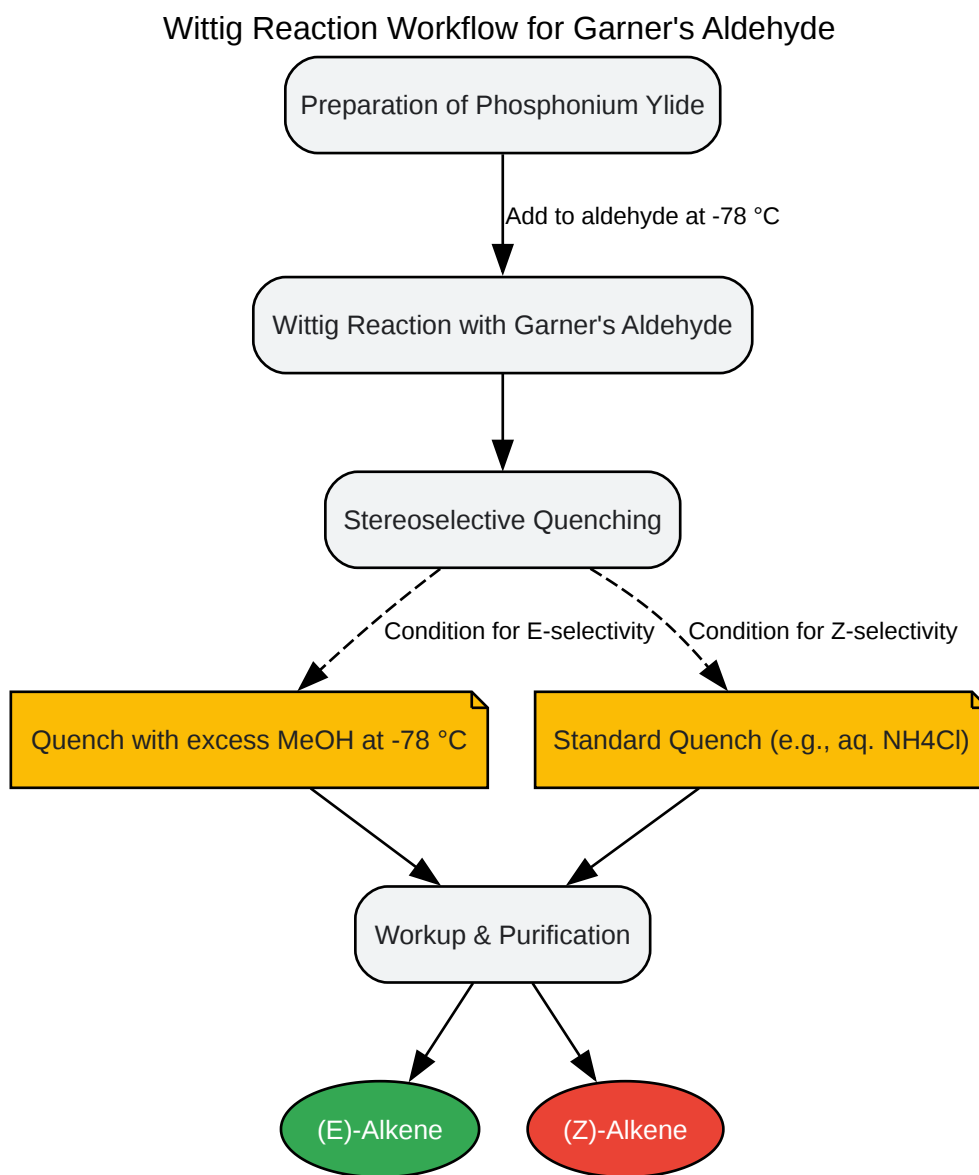 Wittig Reaction Workflow for Garner's Aldehyde
Preparation of Phosphonium Ylide
Add to aldehyde at -78 °C
Wittig Reaction with Garner's Aldehyde
Stereoselective Quenching
Condition for E-selectivity
Condition for Z-selectivity
Quench with excess MeOH at -78 °C
Standard Quench (e.g., aq. NH4Cl)
Workup & Purification
(E)-Alkene
(Z)-Alkene